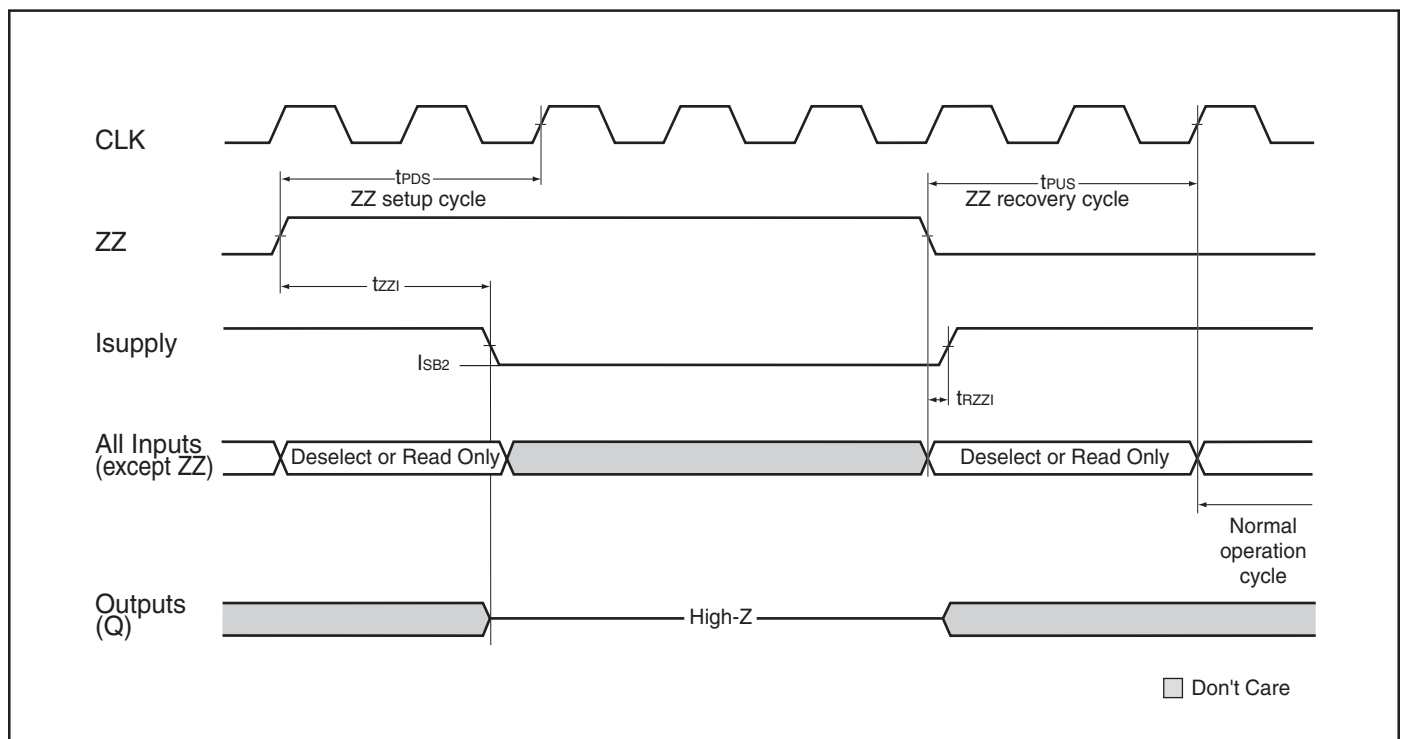 CLK
tPDS
ZZ setup cycle
tPUS
ZZ recovery cycle
ZZ
tZZI
Isupply
ISB2
tRZZI
All Inputs
(except ZZ)
Deselect or Read Only
Deselect or Read Only
Normal
operation
cycle
Outputs
(Q)
High-Z
Don't Care